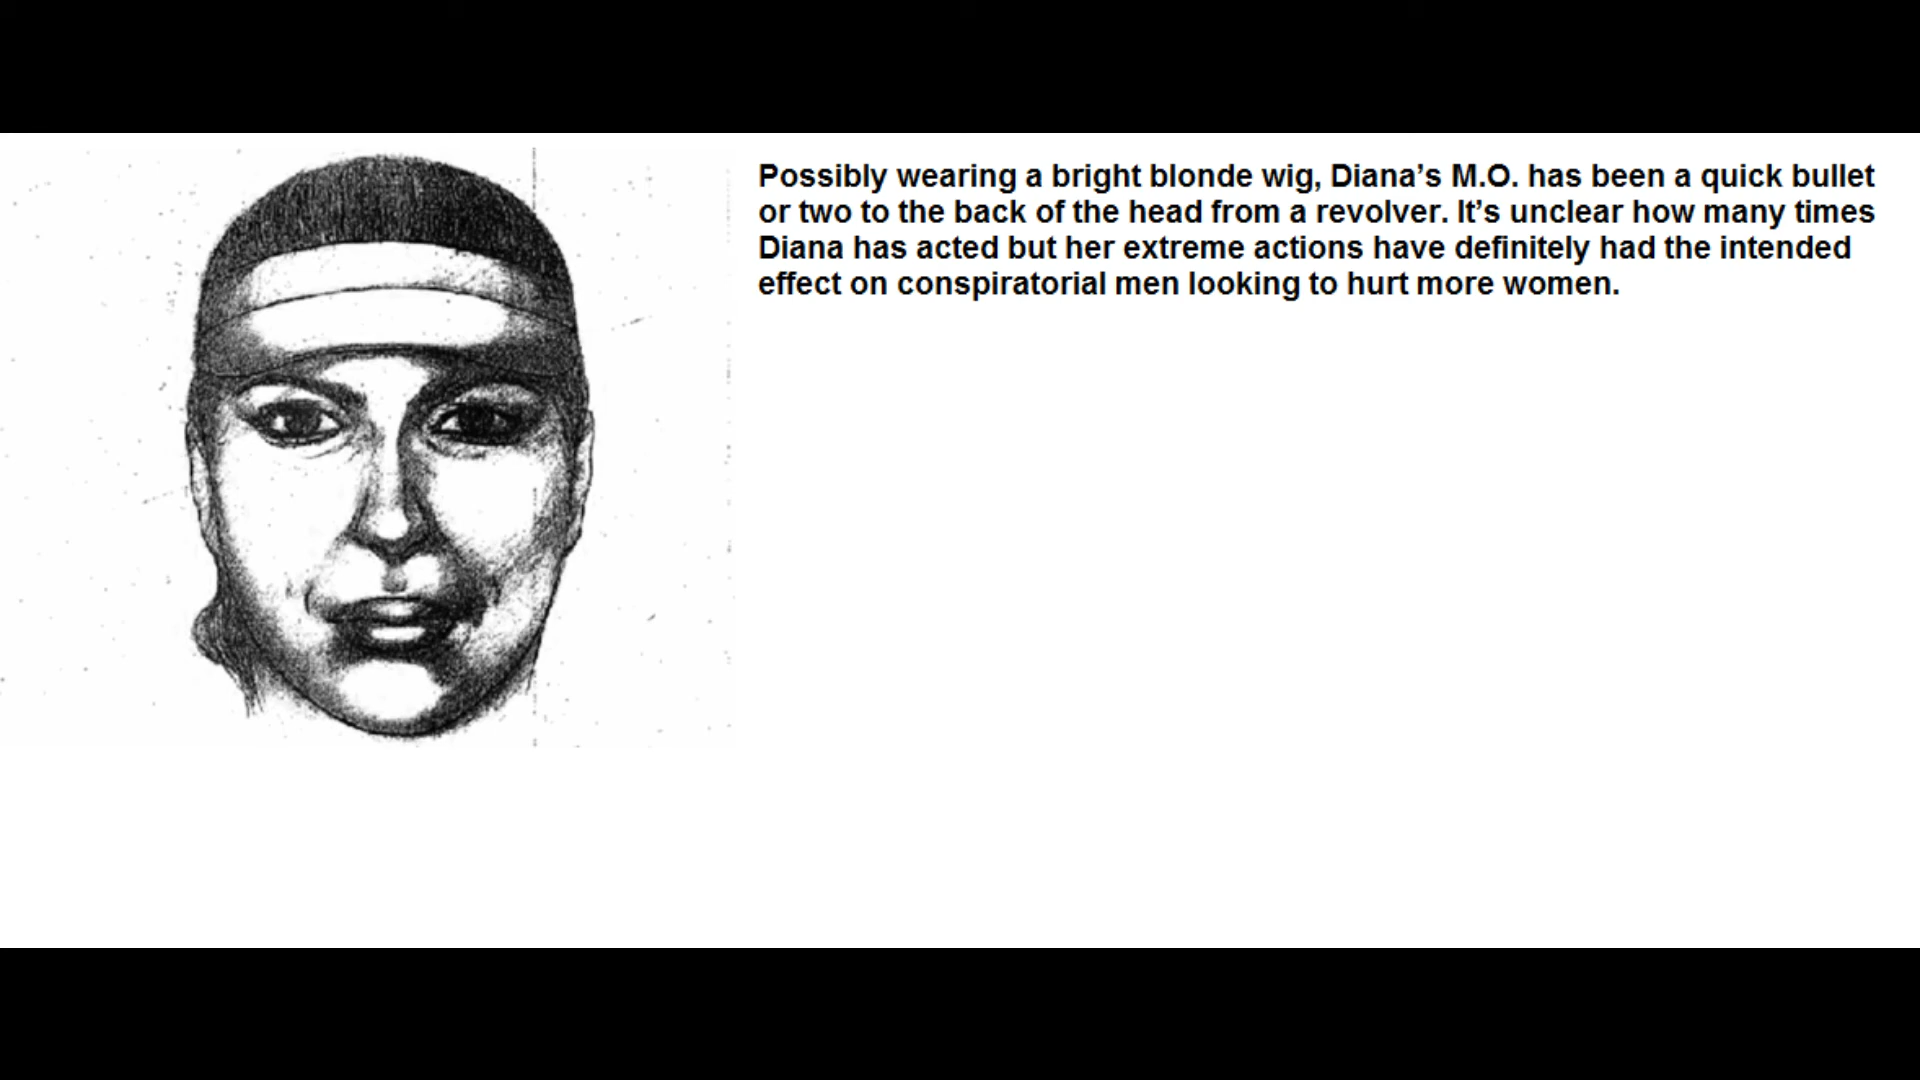 Possibly wearing a bright blonde wig, Diana’s M.O. has been a quick bullet
or two to the back of the head from a revolver. It’s unclear how many times
Diana has acted but her extreme actions have definitely had the intended
effect on conspiratorial men looking to hurt more women.